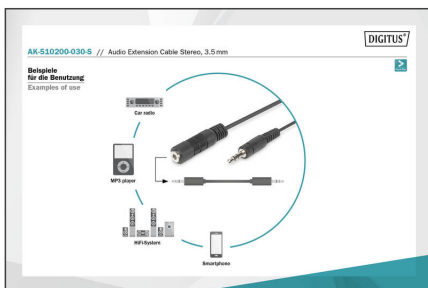 DIGITUS®
AK-510200-030-S // Audio Extension Cable Stereo, 3.5 mm
Beispiele
für die Benutzung
Examples of use
Car radio
MP3 player
HiFi-System
Smartphone